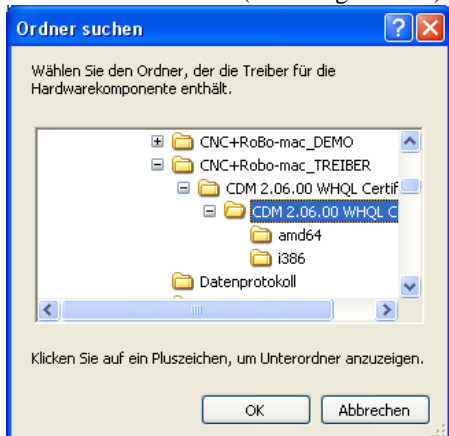 Ordner suchen
Wählen Sie den Ordner, der die Treiber für die
Hardwarekomponente enthält.
CNC+RoBo-mac_DEMO
CNC+Robo-mac_TREIBER
CDM 2.06.00 WHQL Certif
CDM 2.06.00 WHQL C
amd64
i386
Datenprotokoll
Klicken Sie auf ein Pluszeichen, um Unterordner anzuzeigen.
OK Abbrechen